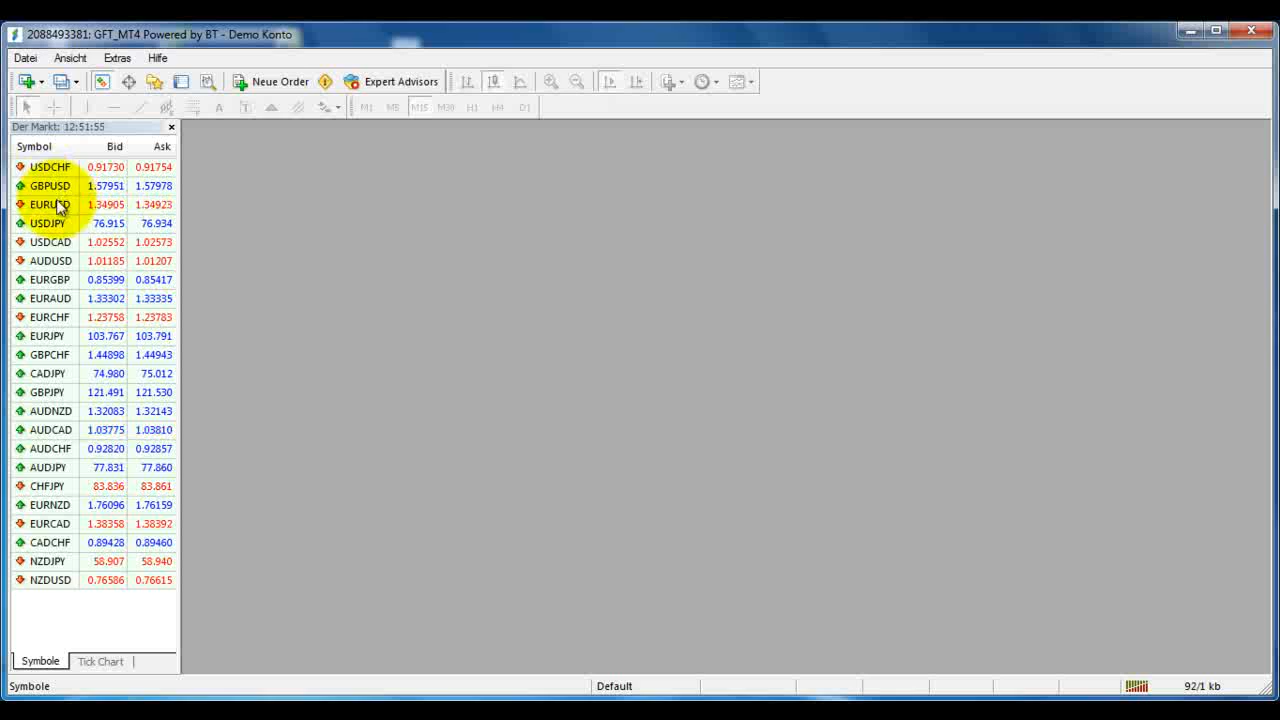 2088493381: GFT_MT4 Powered by BT - Demo Konto
Datei Ansicht Extras Hilfe
Neue Order Expert Advisors
A T M1 M5 M15 H1 H4 D1
Der Markt: 12:51:55
Symbol Bid Ask
USDCHF 0.91730 0.91754
GBPUSD 1.57951 1.57978
1.34905 1.34923
USDJPY 76.915 76.934
USDCAD 1.02552 1.02573
AUDUSD 1.01185 1.01207
EURGBP 0.85399 0.85417
EURAUD 1.33302 1.33335
EURCHF 1.23758 1.23783
EURJPY 103.767 103.791
GBPCHF 1.44898 1.44943
CADJPY 74.980 75.012
GBPJPY 121.491 121.530
AUDNZD 1.32083 1.32143
AUDCAD 1.03775 1.03810
AUDCHF 0.92820 0.92857
AUDJPY 77.831 77.860
CHFJPY 83.836 83.861
EURNZD 1.76096 1.76159
EURCAD 1.38358 1.38392
CADCHF 0.89428 0.89460
NZDJPY 58.907 58.940
NZDUSD 0.76586 0.76615
Symbole Tick Chart
Symbole Default 92/1 kb